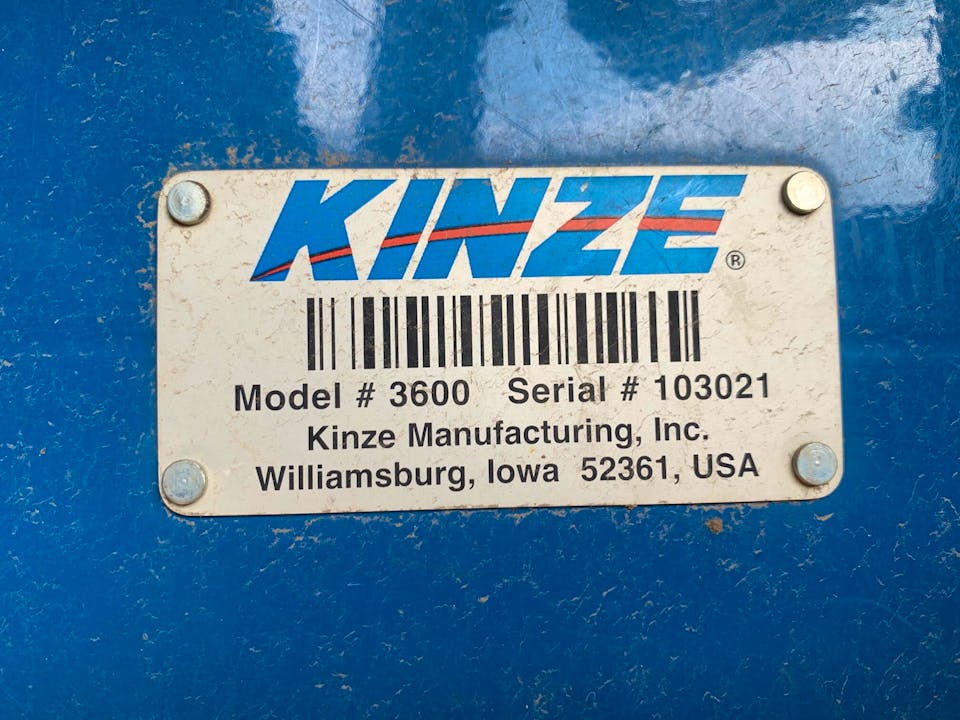 KINZE®
Model # 3600 Serial # 103021
Kinze Manufacturing, Inc.
Williamsburg, Iowa 52361, USA